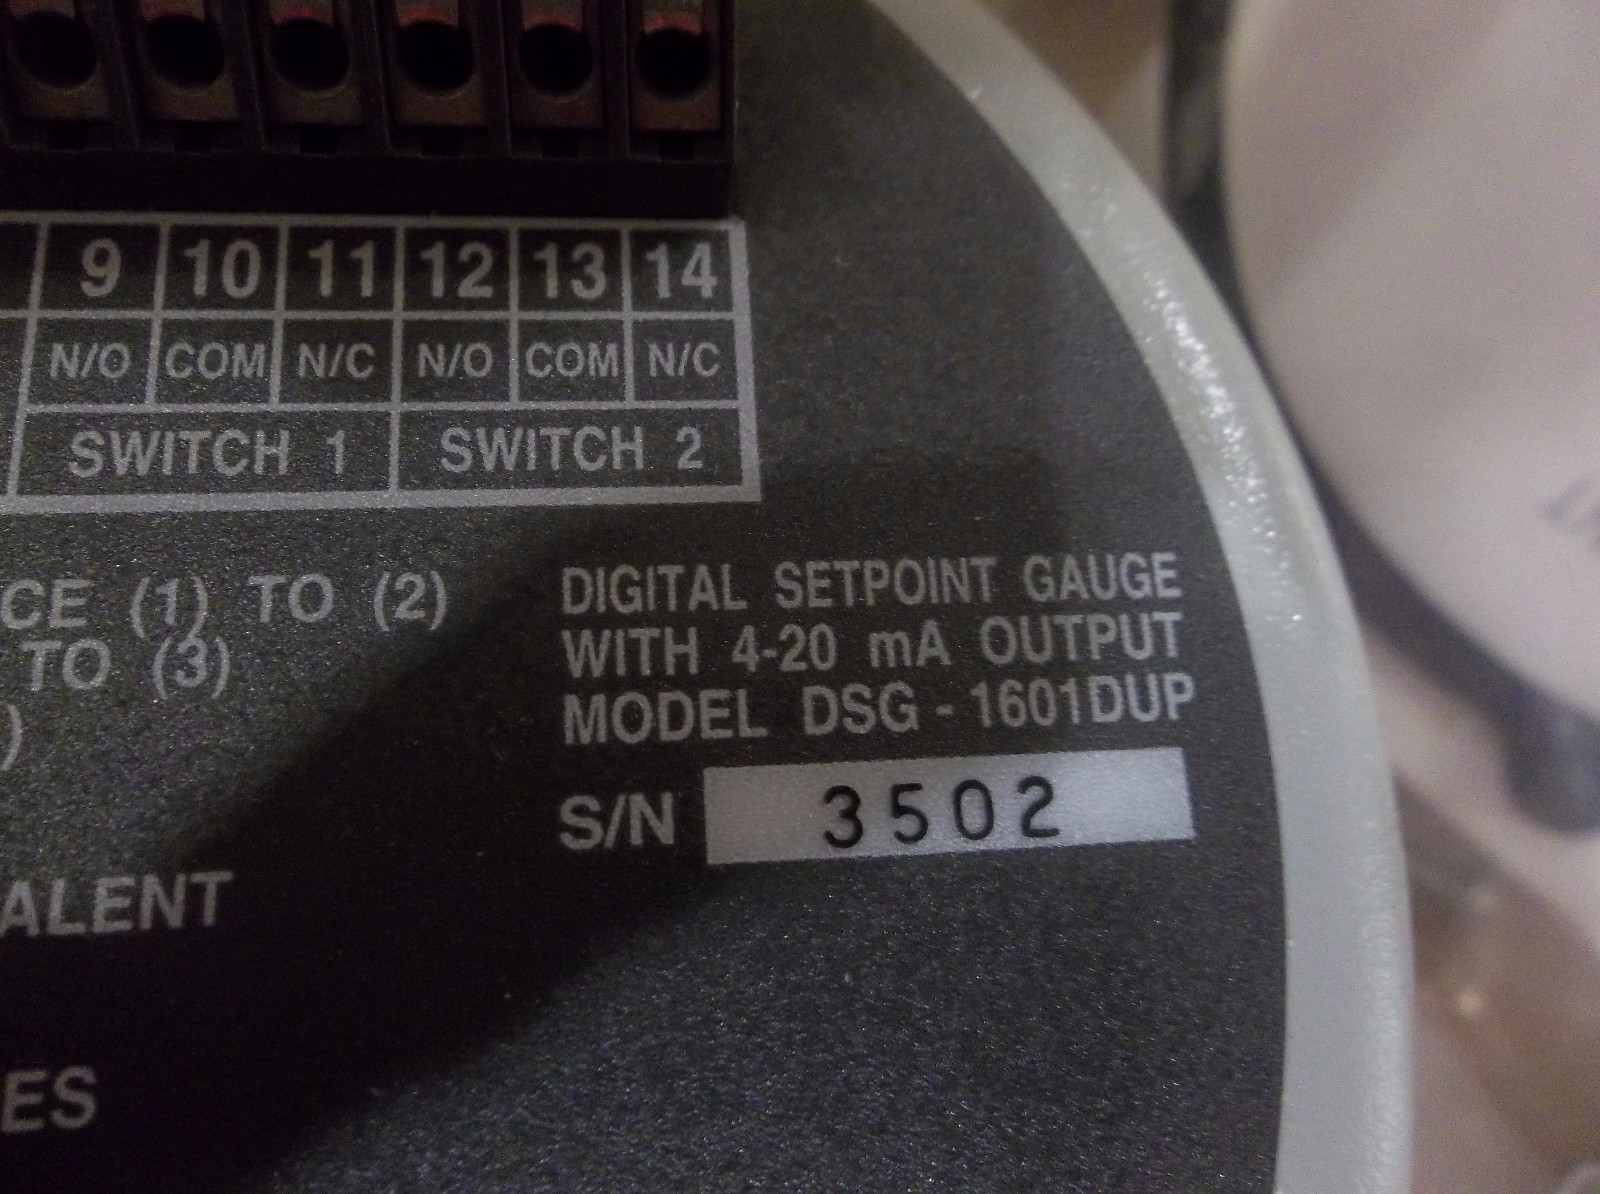 9 10 11 12 13 14
N/O COM N/C N/O COM N/C
SWITCH 1 SWITCH 2
CE (1) TO (2)
TO (3)
)
ALENT
ES
DIGITAL SETPOINT GAUGE
WITH 4-20 mA OUTPUT
MODEL DSG - 1601DUP
S/N 3502